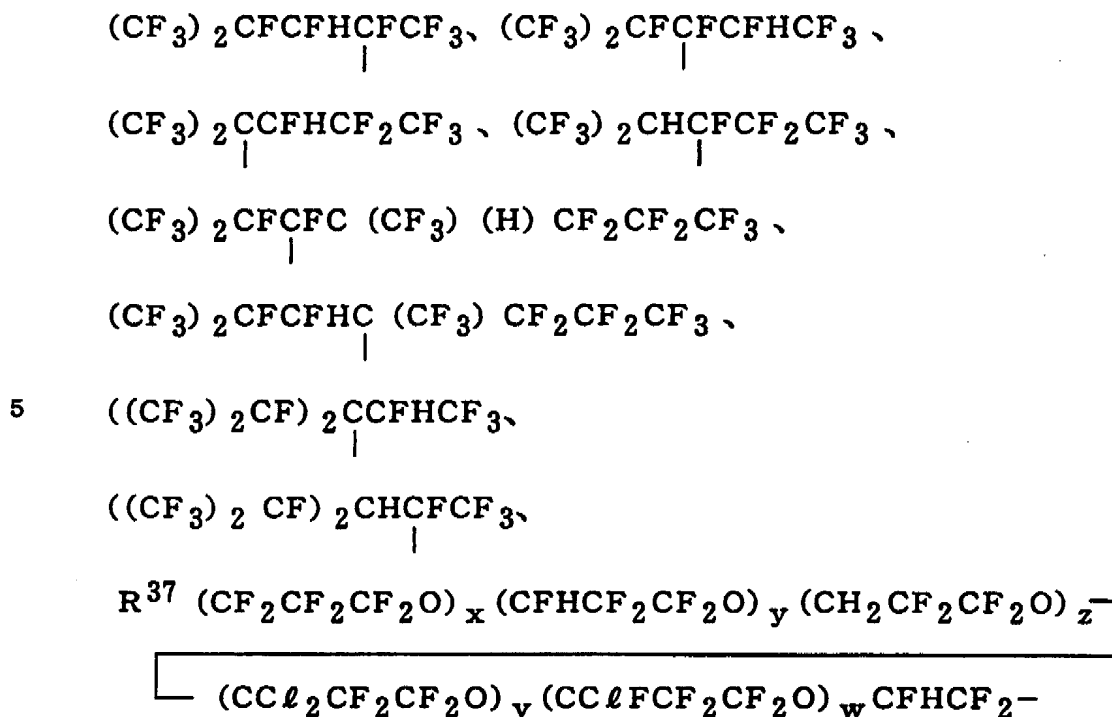 (CF₃)₂CFCFHCFCF₃、(CF₃)₂CFCFCFHCF₃、
(CF₃)₂CCFHCF₂CF₃、(CF₃)₂CHCFCF₂CF₃、
(CF₃)₂CFCFC (CF₃) (H) CF₂CF₂CF₃、
(CF₃)₂CFCFHC (CF₃) CF₂CF₂CF₃、
5 ((CF₃)₂CF)₂CCFHCF₃、
((CF₃)₂ CF)₂CHCFCF₃、
R³⁷ (CF₂CF₂CF₂O)ₓ(CFHCF₂CF₂O)y(CH₂CF₂CF₂O)z−
(CCℓ₂CF₂CF₂O)v(CCℓFCF₂CF₂O)wCFHCF₂−